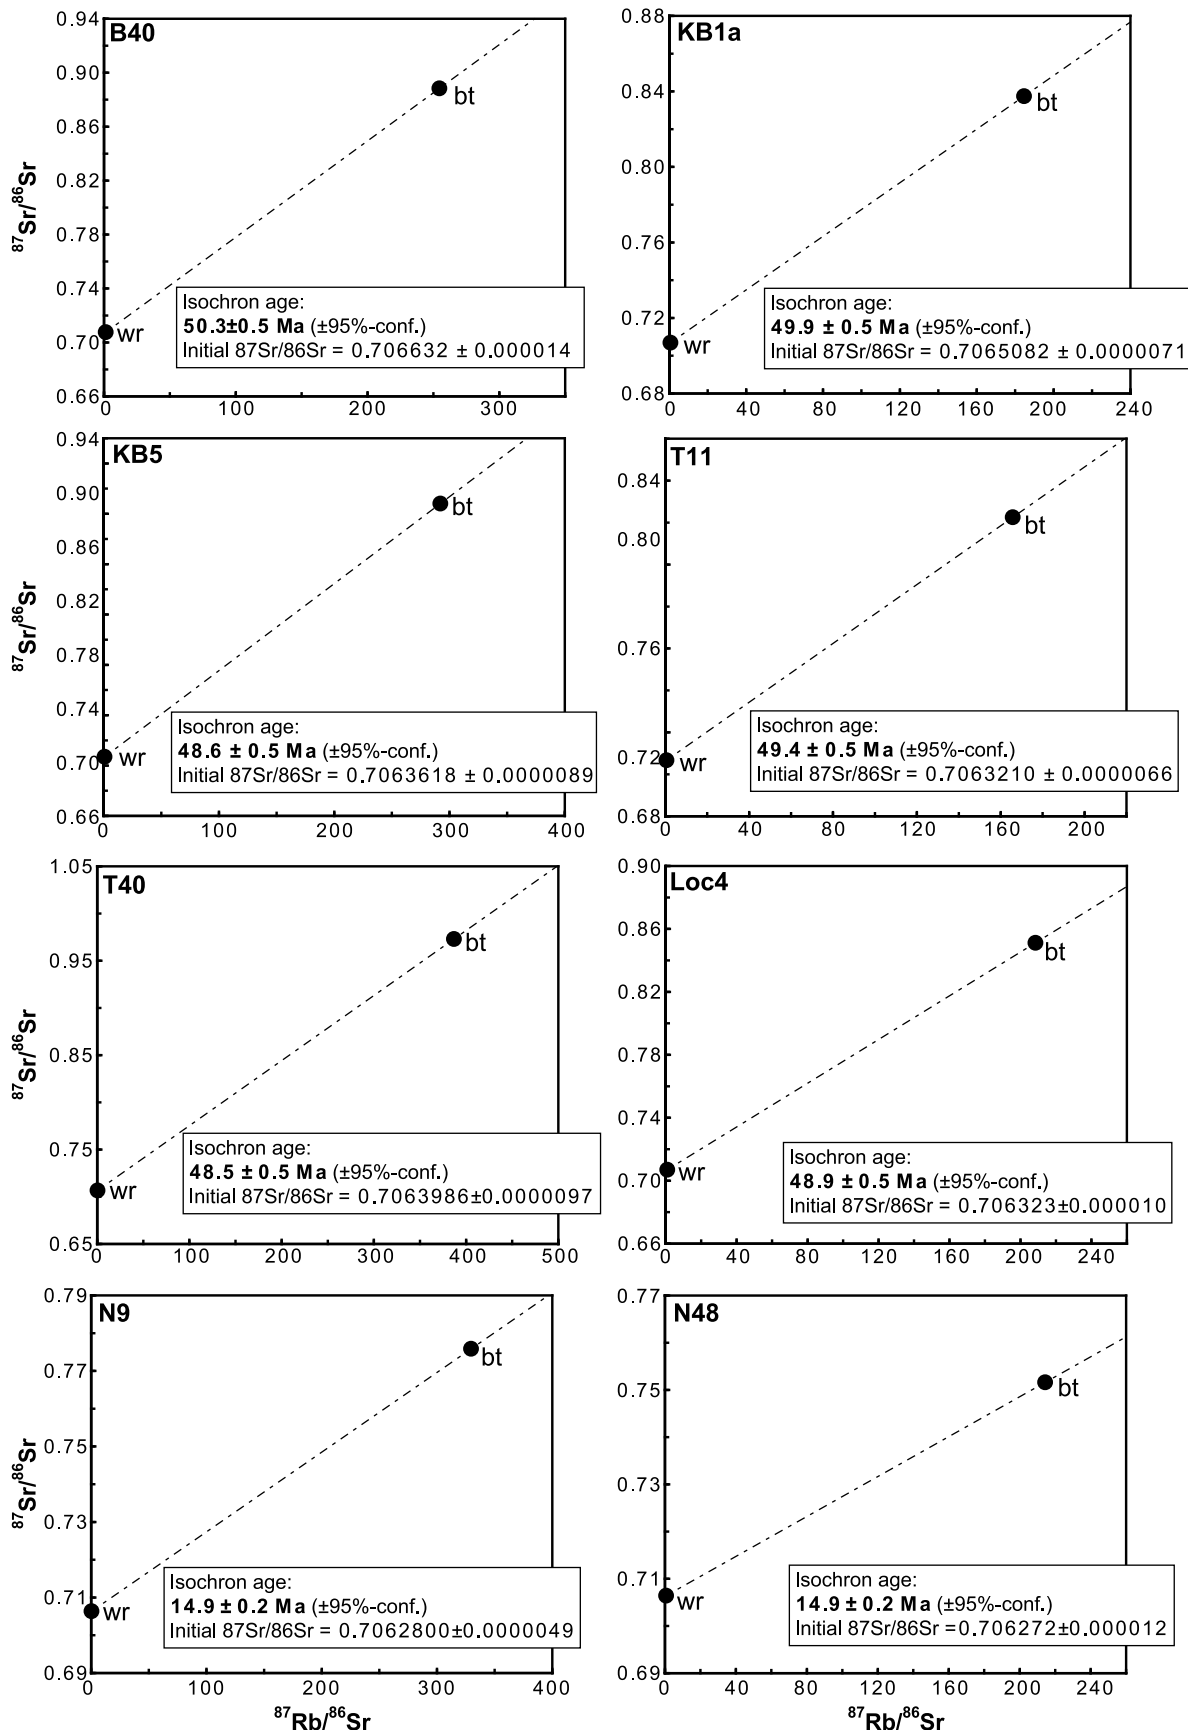 B40
0.94
0.90
0.86
0.82
0.78
0.74
0.70
0.66
87Sr/86Sr
bt
wr
Isochron age:
50.3±0.5 Ma (±95%-conf.)
Initial 87Sr/86Sr = 0.706632 ± 0.000014
0 100 200 300
KB1a
0.88
0.84
0.80
0.76
0.72
0.68
bt
wr
Isochron age:
49.9 ± 0.5 Ma (±95%-conf.)
Initial 87Sr/86Sr = 0.7065082 ± 0.0000071
0 40 80 120 160 200 240
KB5
0.94
0.90
0.86
0.82
0.78
0.74
0.70
0.66
87Sr/86Sr
bt
wr
Isochron age:
48.6 ± 0.5 Ma (±95%-conf.)
Initial 87Sr/86Sr = 0.7063618 ± 0.0000089
0 100 200 300 400
T11
0.84
0.80
0.76
0.72
0.68
bt
wr
Isochron age:
49.4 ± 0.5 Ma (±95%-conf.)
Initial 87Sr/86Sr = 0.7063210 ± 0.0000066
0 40 80 120 160 200
T40
1.05
0.95
0.85
0.75
0.65
87Sr/86Sr
bt
wr
Isochron age:
48.5 ± 0.5 Ma (±95%-conf.)
Initial 87Sr/86Sr = 0.7063986±0.0000097
0 100 200 300 400 500
Loc4
0.90
0.86
0.82
0.78
0.74
0.70
0.66
bt
wr
Isochron age:
48.9 ± 0.5 Ma (±95%-conf.)
Initial 87Sr/86Sr = 0.706323±0.000010
0 40 80 120 160 200 240
N9
0.79
0.77
0.75
0.73
0.71
0.69
87Sr/86Sr
bt
wr
Isochron age:
14.9 ± 0.2 Ma (±95%-conf.)
Initial 87Sr/86Sr = 0.7062800±0.0000049
0 100 200 300 400
87Rb/86Sr
N48
0.77
0.75
0.73
0.71
0.69
bt
wr
Isochron age:
14.9 ± 0.2 Ma (±95%-conf.)
Initial 87Sr/86Sr =0.706272±0.000012
0 40 80 120 160 200 240
87Rb/86Sr